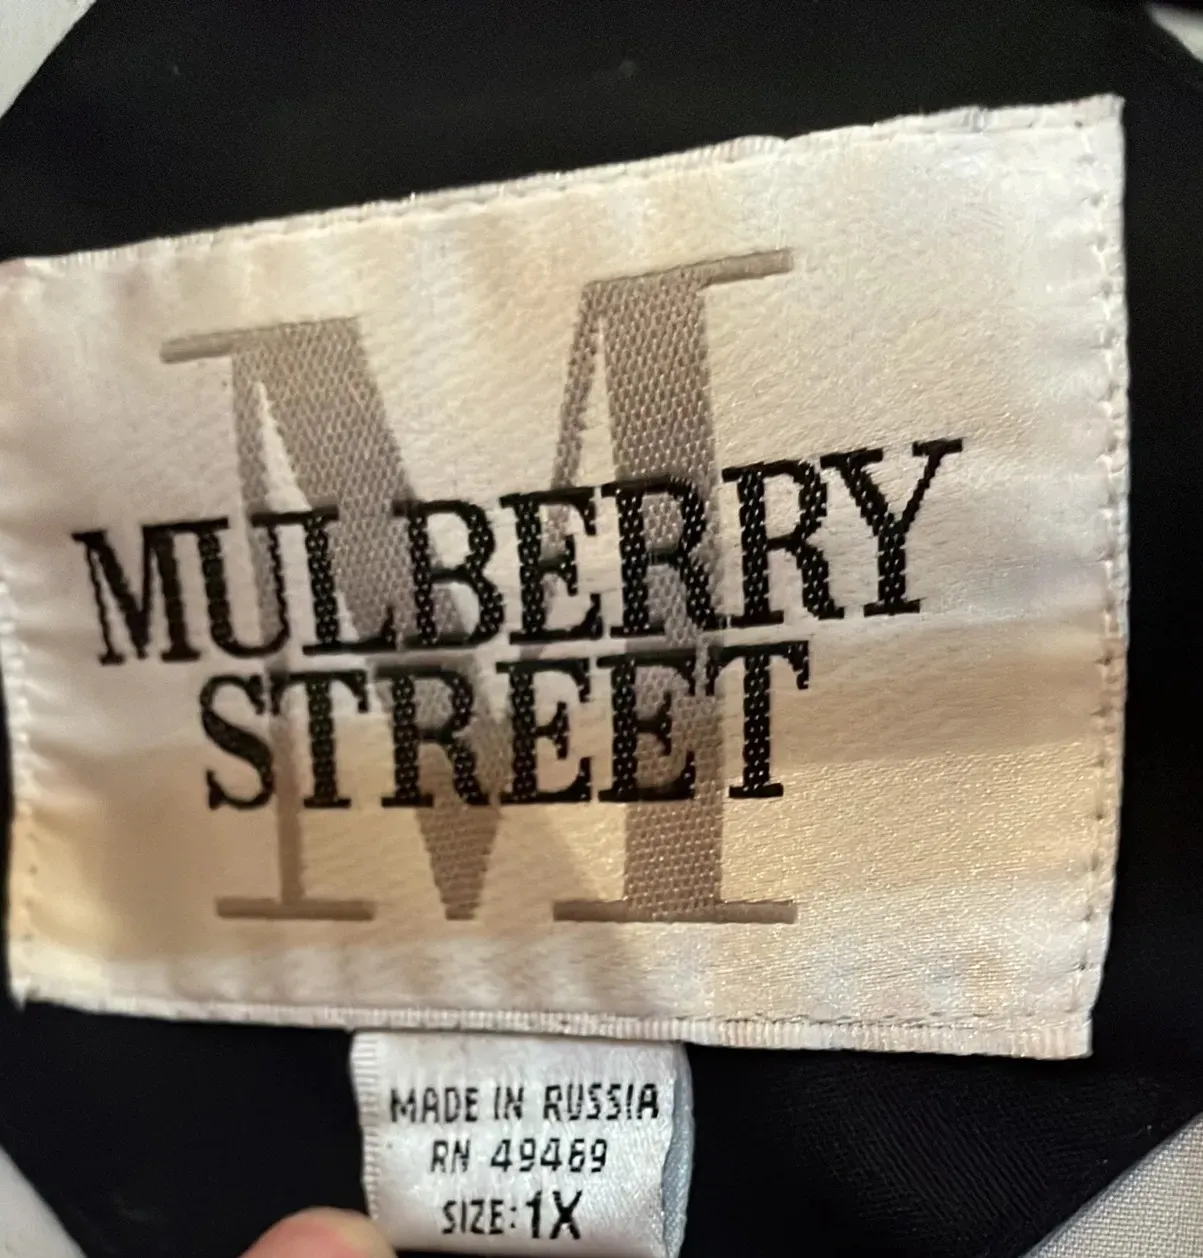 M
MULBERRY
STREET
MADE IN RUSSIA
RN 49469
SIZE: 1X